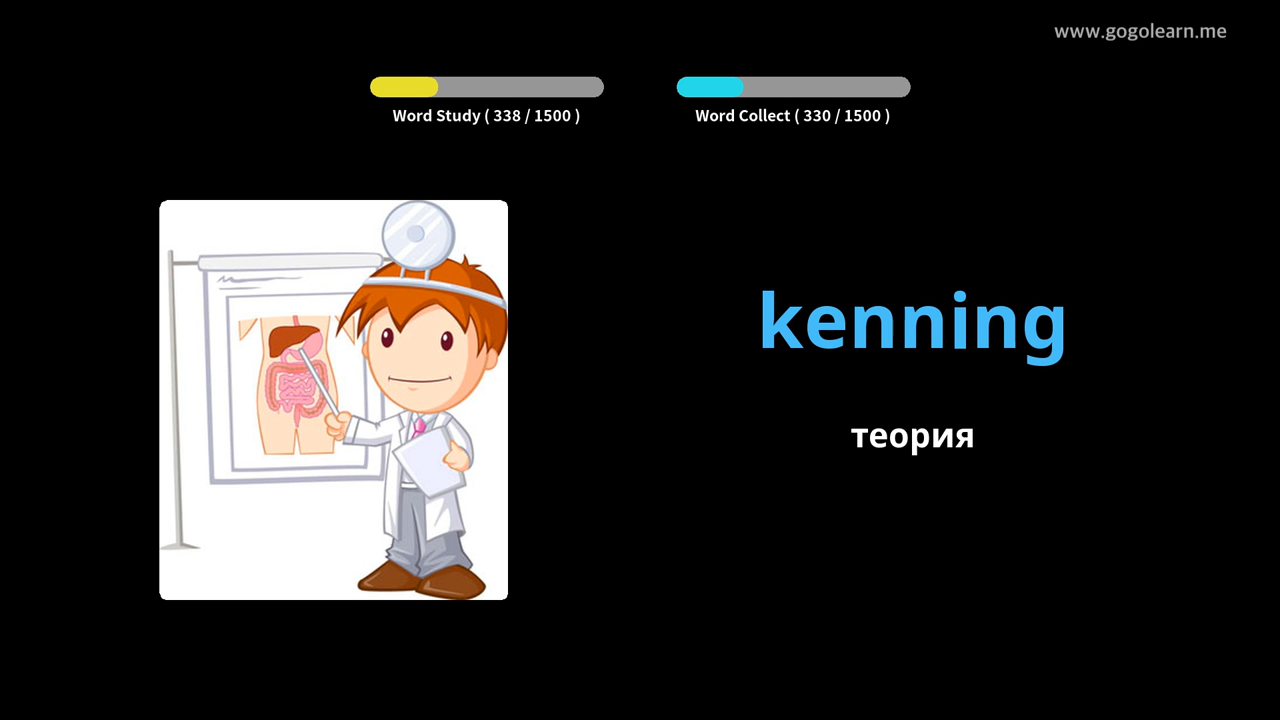 www.gogolearn.me
Word Study ( 338 / 1500 )
Word Collect ( 330 / 1500 )
kenning
теория